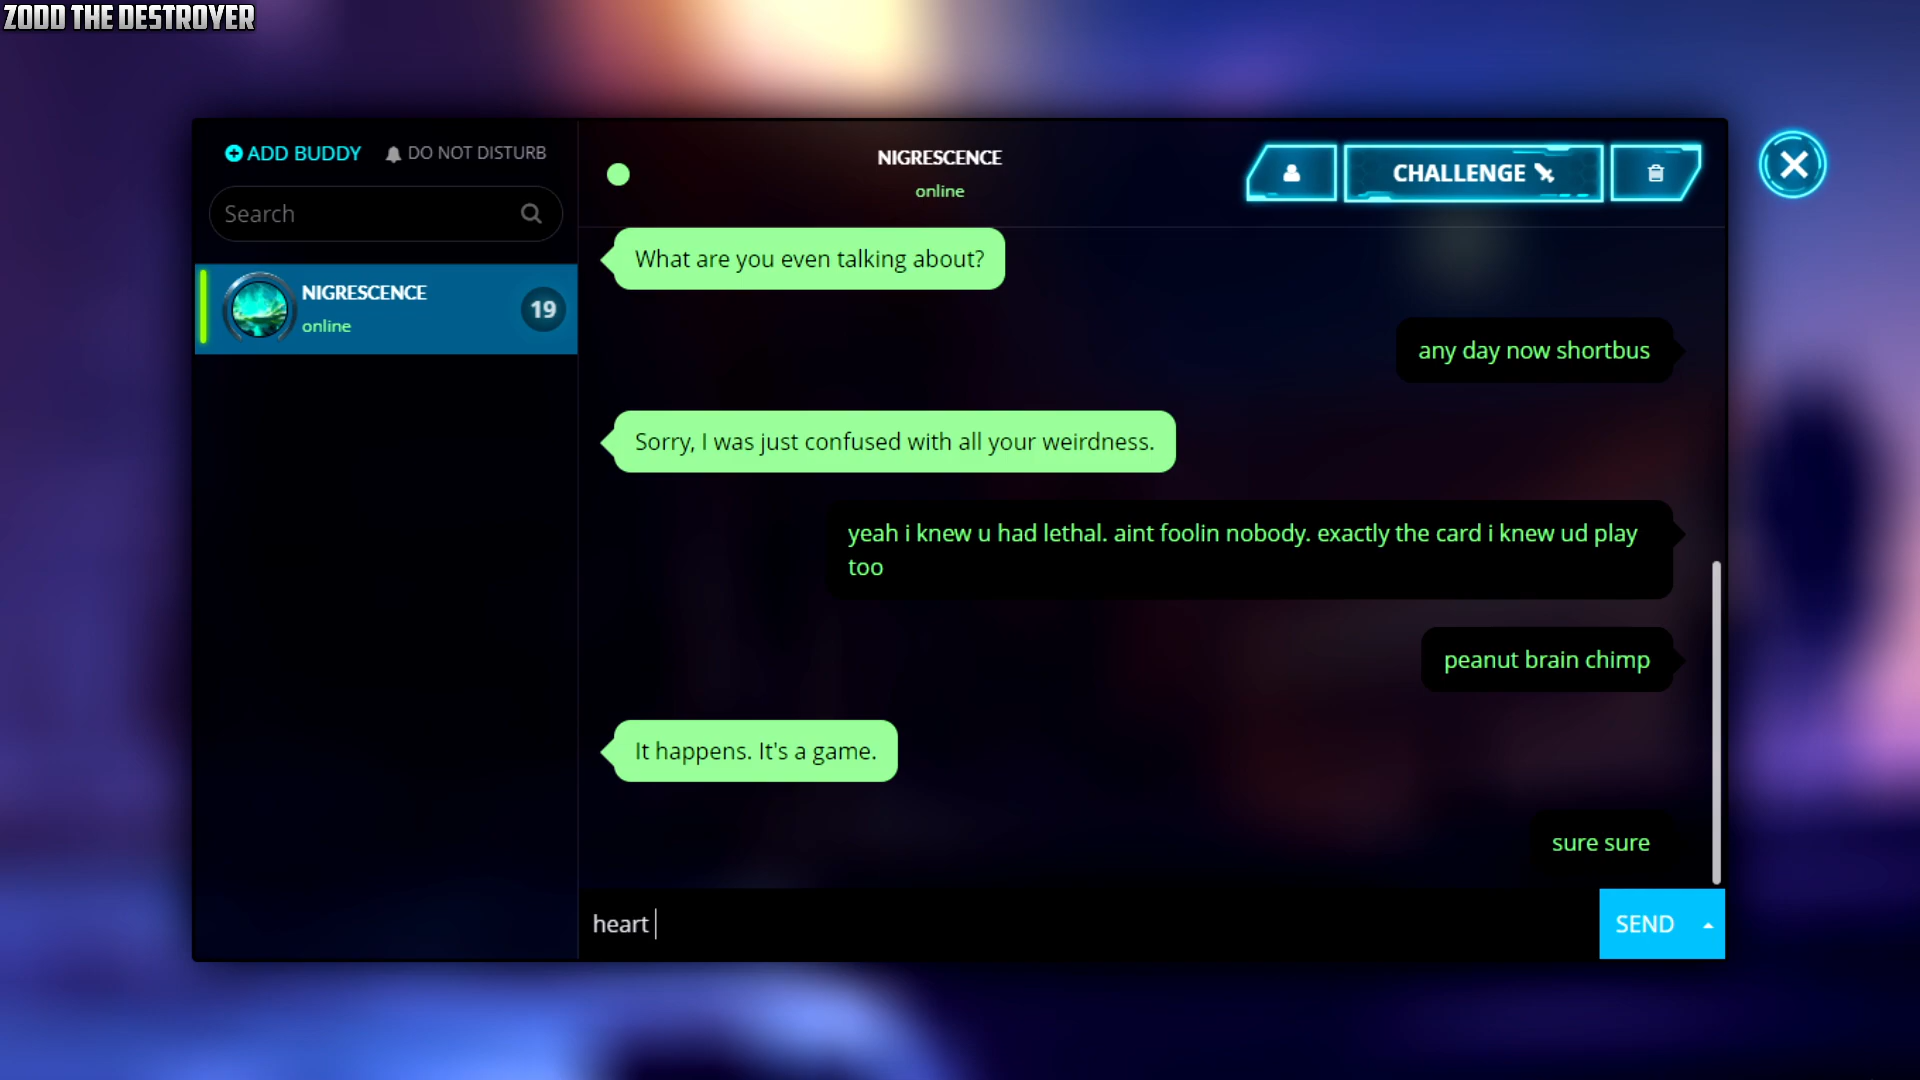 ZODD THE DESTROYER
ADD BUDDY
DO NOT DISTURB
Search
NIGRESCENCE
online
19
NIGRESCENCE
online
CHALLENGE
What are you even talking about?
any day now shortbus
Sorry, I was just confused with all your weirdness.
yeah i knew u had lethal. aint foolin nobody. exactly the card i knew ud play
too
peanut brain chimp
It happens. It's a game.
sure sure
heart
SEND